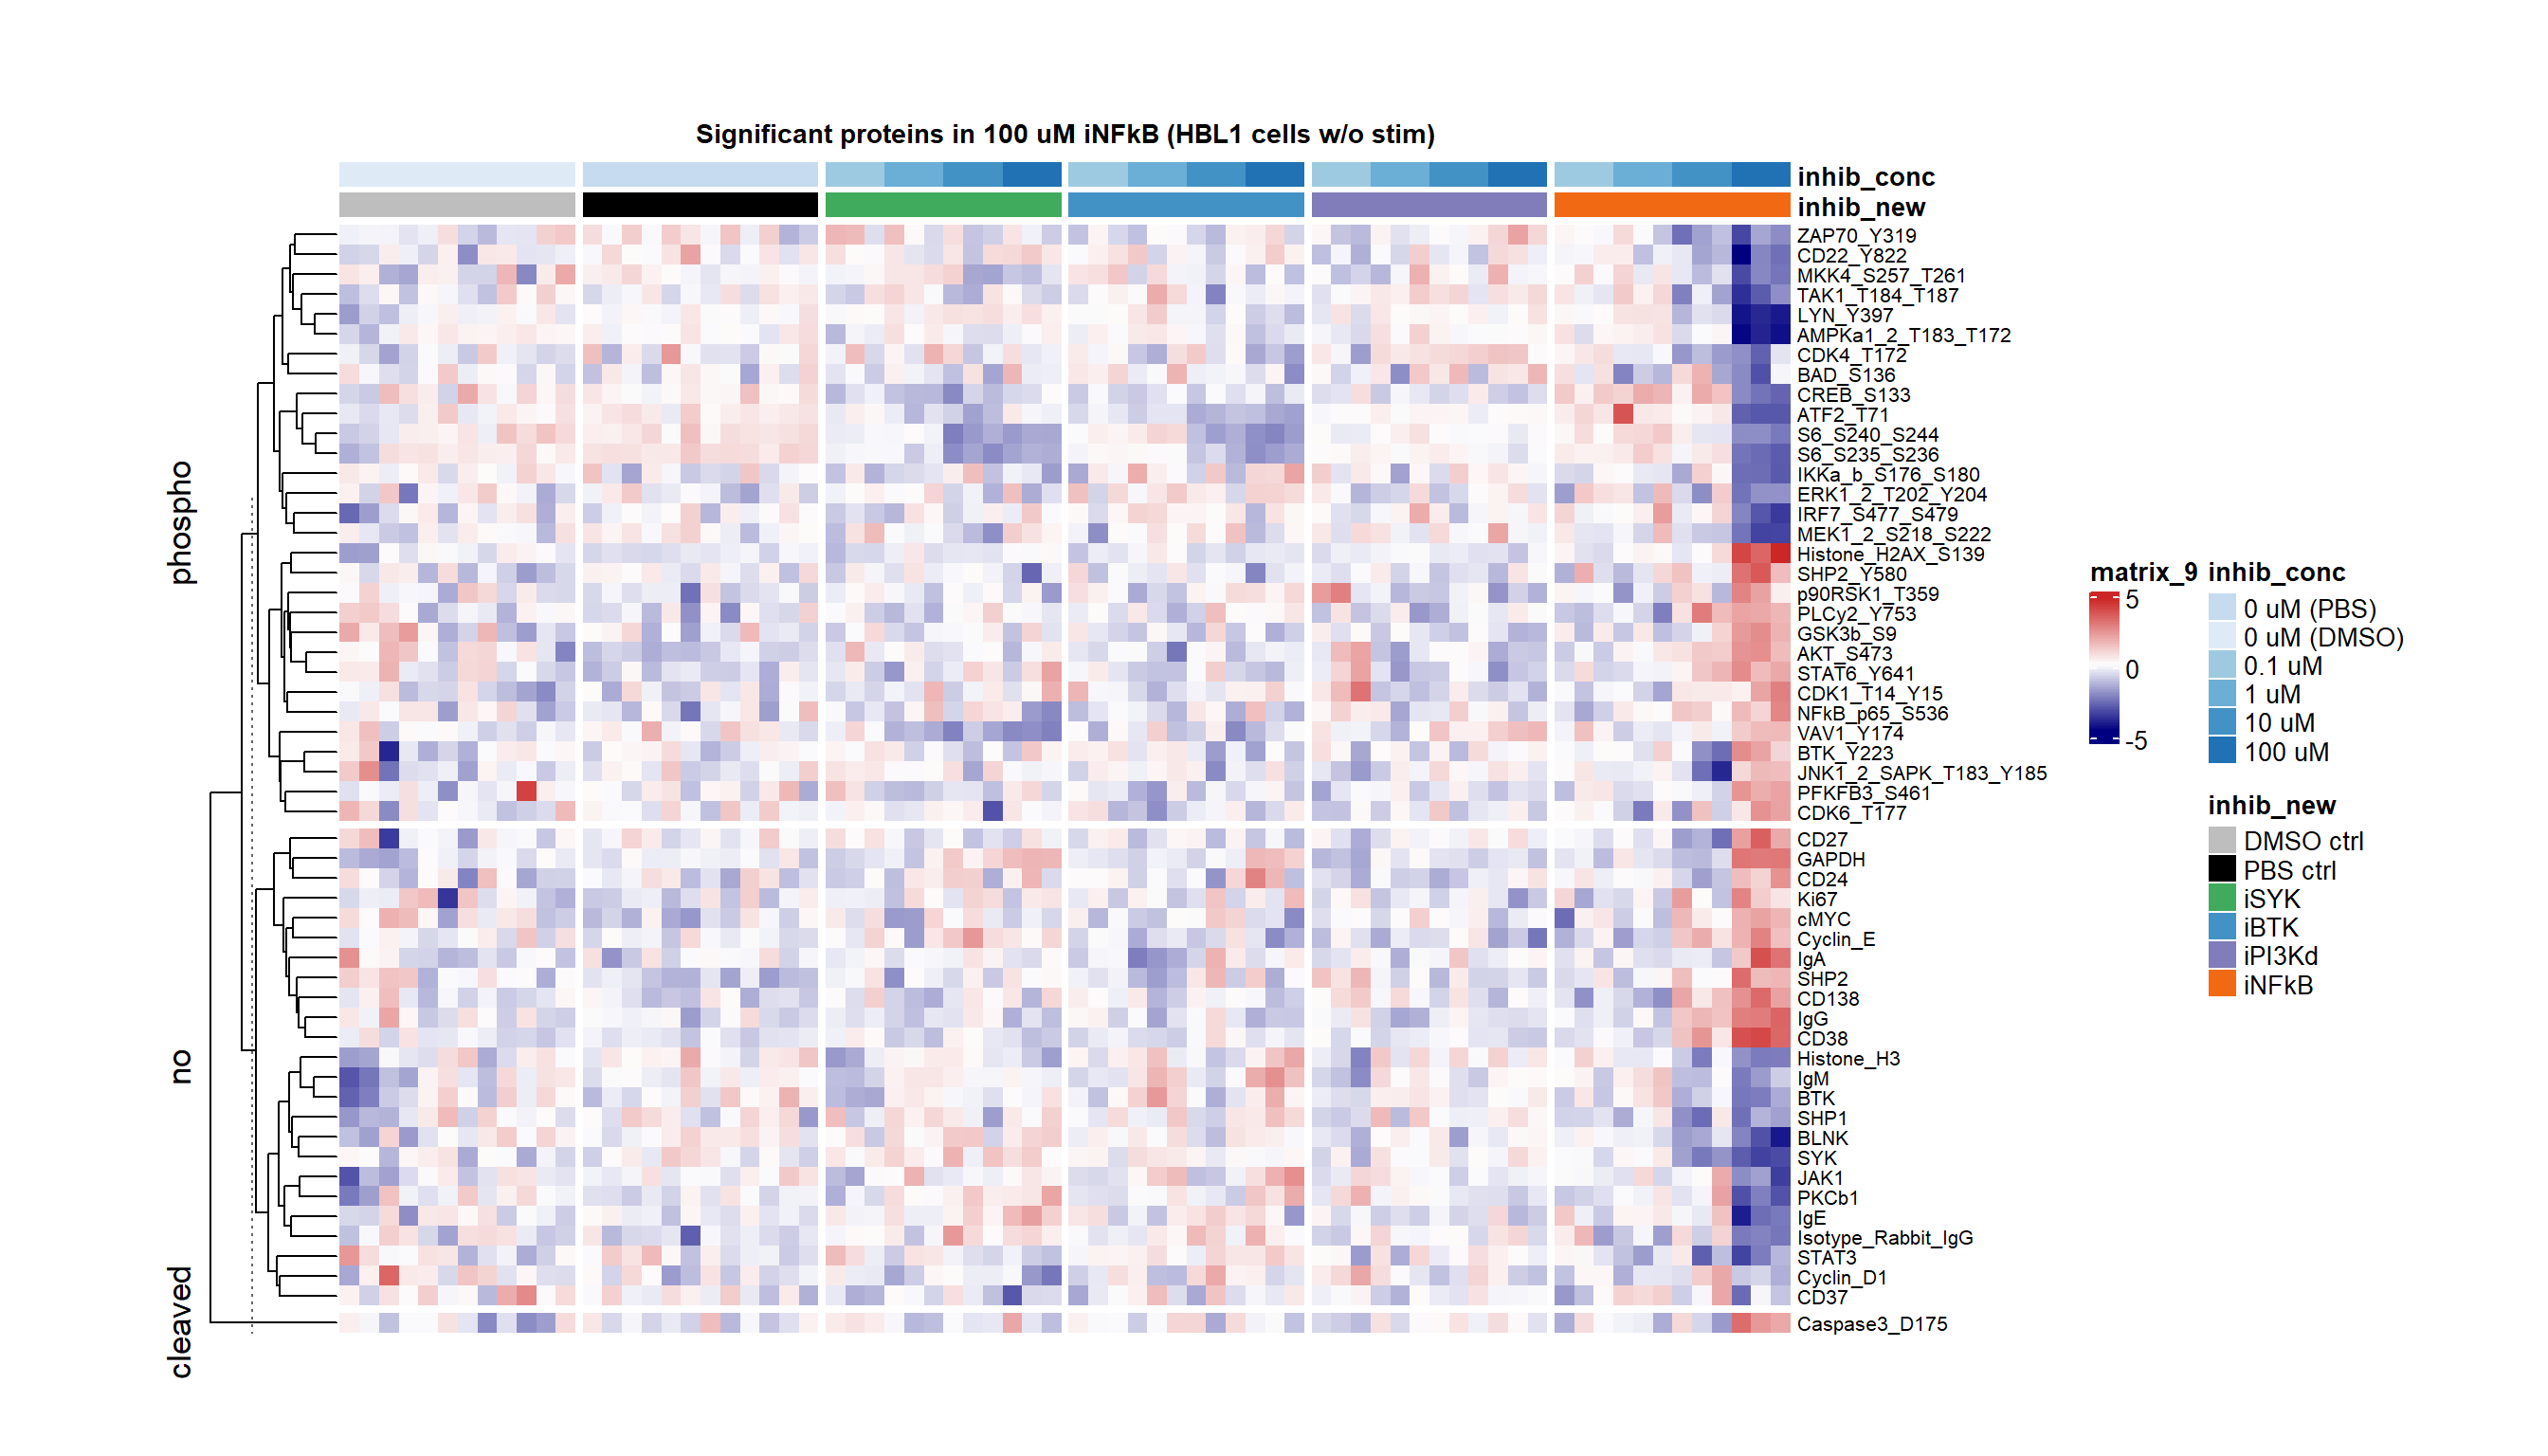 Significant proteins in 100 uM iNFkB (HBL1 cells w/o stim)
inhib_conc
inhib_new
ZAP70_Y319
CD22_Y822
MKK4_S257_T261
TAK1_T184_T187
LYN_Y397
AMPKa1_2_T183_T172
CDK4_T172
BAD_S136
CREB_S133
ATF2_T71
S6_S240_S244
S6_S235_S236
IKKa_b_S176_S180
ERK1_2_T202_Y204
IRF7_S477_S479
MEK1_2_S218_S222
Histone_H2AX_S139
SHP2_Y580
p90RSK1_T359
PLCy2_Y753
GSK3b_S9
AKT_S473
STAT6_Y641
CDK1_T14_Y15
NFkB_p65_S536
VAV1_Y174
BTK_Y223
JNK1_2_SAPK_T183_Y185
PFKFB3_S461
CDK6_T177
CD27
GAPDH
CD24
Ki67
cMYC
Cyclin_E
IgA
SHP2
CD138
IgG
CD38
Histone_H3
IgM
BTK
SHP1
BLNK
SYK
JAK1
PKCb1
IgE
Isotype_Rabbit_IgG
STAT3
Cyclin_D1
CD37
Caspase3_D175
phospho
no
cleaved
matrix_9
5
0
-5
inhib_conc
0 uM (PBS)
0 uM (DMSO)
0.1 uM
1 uM
10 uM
100 uM
inhib_new
DMSO ctrl
PBS ctrl
iSYK
iBTK
iPI3Kd
iNFkB